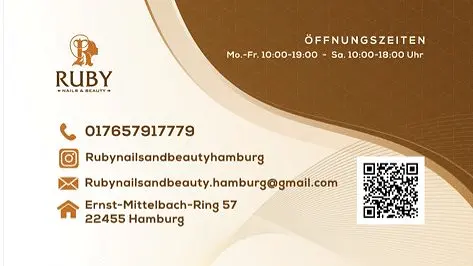 RUBY
NAILS & BEAUTY
ÖFFNUNGSZEITEN
Mo.-Fr. 10:00-19:00 - Sa. 10:00-18:00 Uhr
017657917779
Rubynailsandbeautyhamburg
Rubynailsandbeauty.hamburg@gmail.com
Ernst-Mittelbach-Ring 57
22455 Hamburg